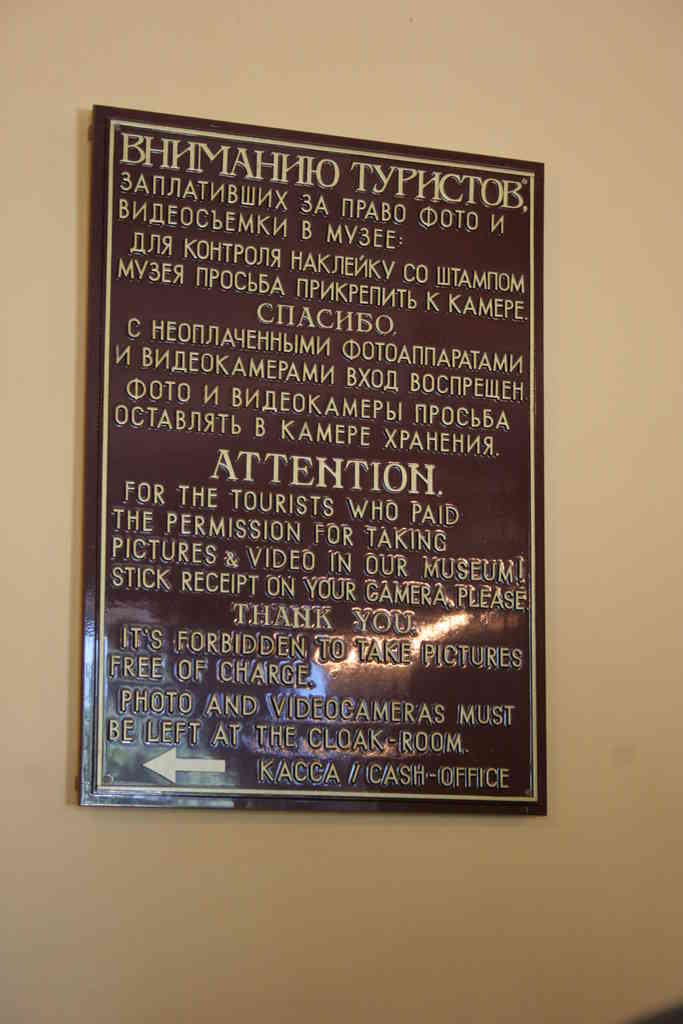 ВНИМАНИЮ ТУРИСТОВ,
ЗАПЛАТИВШИХ ЗА ПРАВО ФОТО И
ВИДЕОСЪЕМКИ В МУЗЕЕ:
ДЛЯ КОНТРОЛЯ НАКЛЕЙКУ СО ШТАМПОМ
МУЗЕЯ ПРОСЬБА ПРИКРЕПИТЬ К КАМЕРЕ.
СПАСИБО.
С НЕОПЛАЧЕННЫМИ ФОТОАППАРАТАМИ
И ВИДЕОКАМЕРАМИ ВХОД ВОСПРЕЩЕН
ФОТО И ВИДЕОКАМЕРЫ ПРОСЬБА
ОСТАВЛЯТЬ В КАМЕРЕ ХРАНЕНИЯ.
ATTENTION.
FOR THE TOURISTS WHO PAID
THE PERMISSION FOR TAKING
PICTURES & VIDEO IN OUR MUSEUM!
STICK RECEIPT ON YOUR CAMERA, PLEASE.
THANK YOU.
IT'S FORBIDDEN TO TAKE PICTURES
FREE OF CHARGE.
PHOTO AND VIDEOCAMERAS MUST
BE LEFT AT THE CLOAK-ROOM.
КАССА / CASH-OFFICE